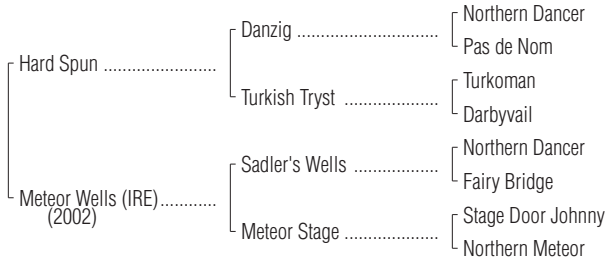 Northern Dancer
Danzig ..............................
Pas de Nom
Hard Spun ........................
Turkoman
Turkish Tryst ....................
Darbyvail
Northern Dancer
Sadler's Wells ..................
Fairy Bridge
Meteor Wells (IRE)............
(2002)
Stage Door Johnny
Meteor Stage ....................
Northern Meteor